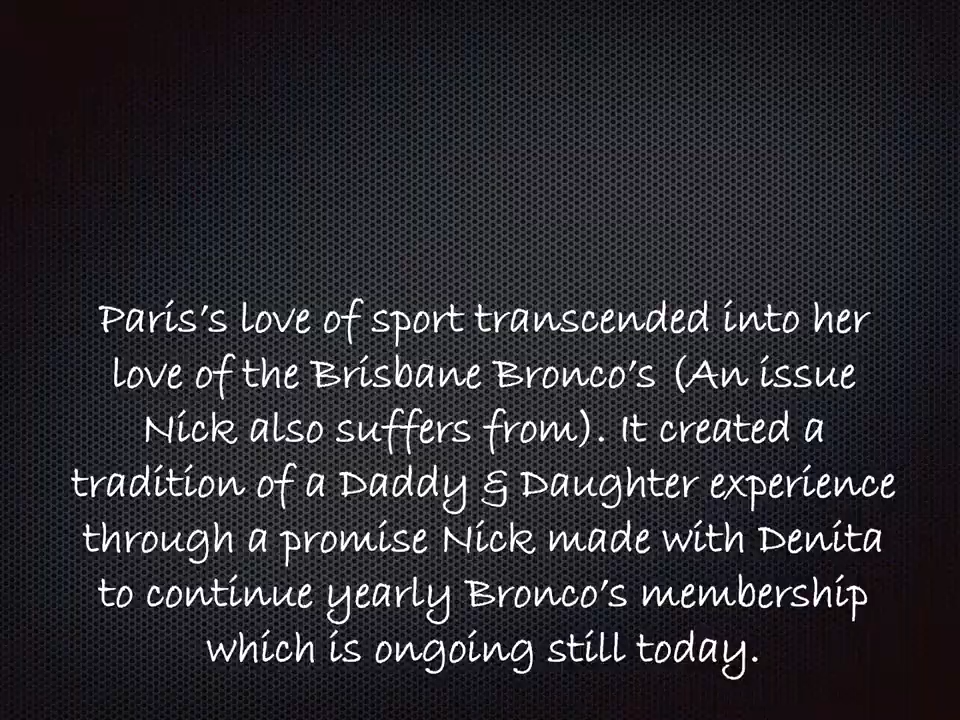 Paris's love of sport transcended into her
love of the Brisbane Bronco's (An issue
Nick also suffers from). It created a
tradition of a Daddy & Daughter experience
through a promise Nick made with Denita
to continue yearly Bronco's membership
which is ongoing still today.